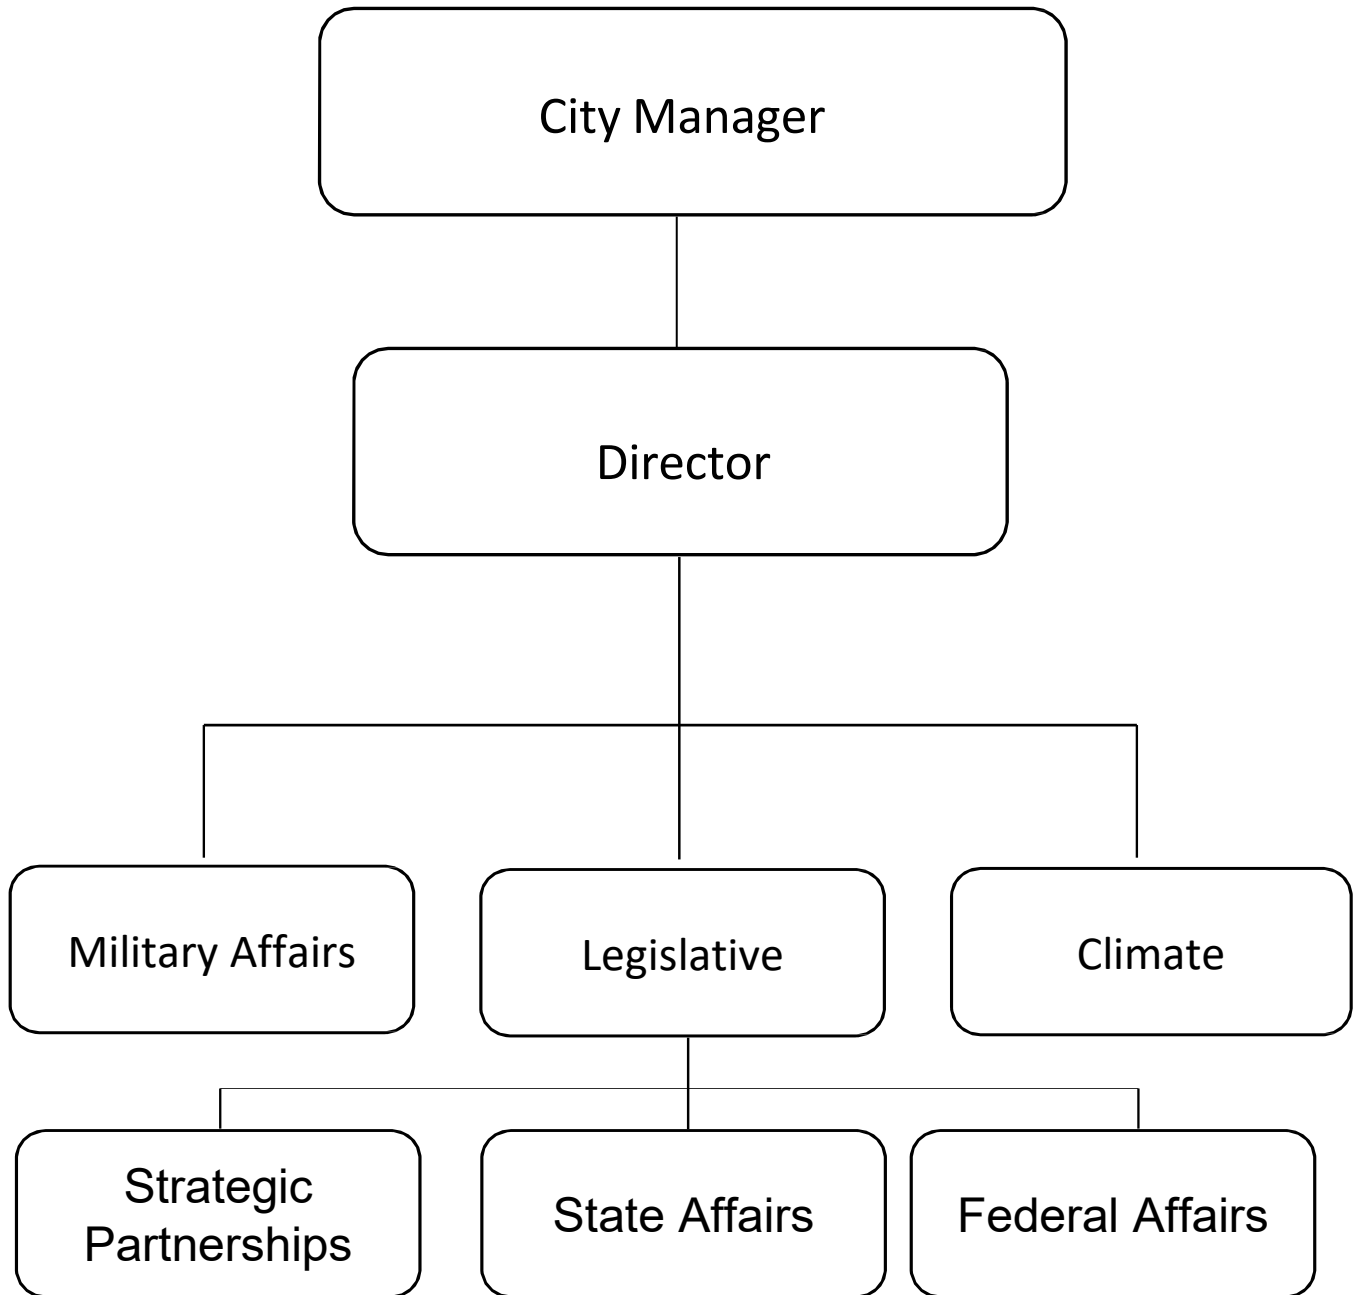 City Manager
Director
Military Affairs
Legislative
Climate
Strategic
Partnerships
State Affairs
Federal Affairs